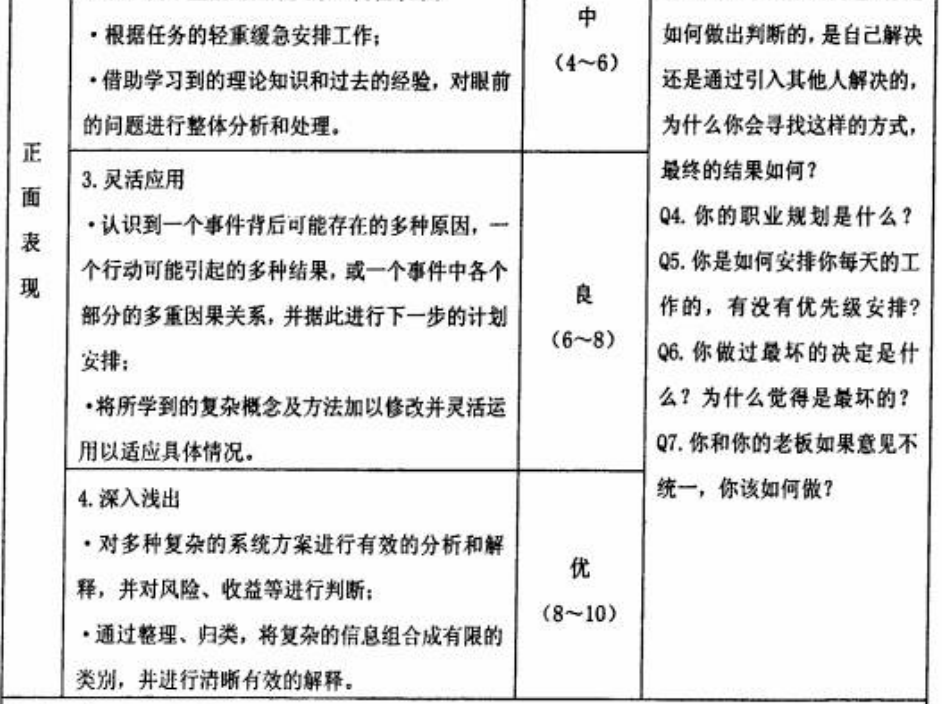 ·根据任务的轻重缓急安排工作;
·借助学习到的理论知识和过去的经验，对眼前
的问题进行整体分析和处理。
中
（4～6）
正
面
表
现
3.灵活应用
·认识到一个事件背后可能存在的多种原因，一
个行动可能引起的多种结果，或一个事件中各个
部分的多重因果关系，并据此进行下一步的计划
安排;
·将所学到的复杂概念及方法加以修改并灵活运
用以适应具体情况。
良
（6～8）
4.深入浅出
·对多种复杂的系统方案进行有效的分析和解
释，并对风险、收益等进行判断;
·通过整理、归类，将复杂的信息组合成有限的
类别，并进行清晰有效的解释。
优
（8～10）
如何做出判断的，是自己解决
还是通过引入其他人解决的，
为什么你会寻找这样的方式，
最终的结果如何?
Q4.你的职业规划是什么?
Q5.你是如何安排你每天的工
作的，有没有优先级安排?
Q6.你做过最坏的决定是什
么? 为什么觉得是最坏的?
Q7.你和你的老板如果意见不
统一，你该如何做?